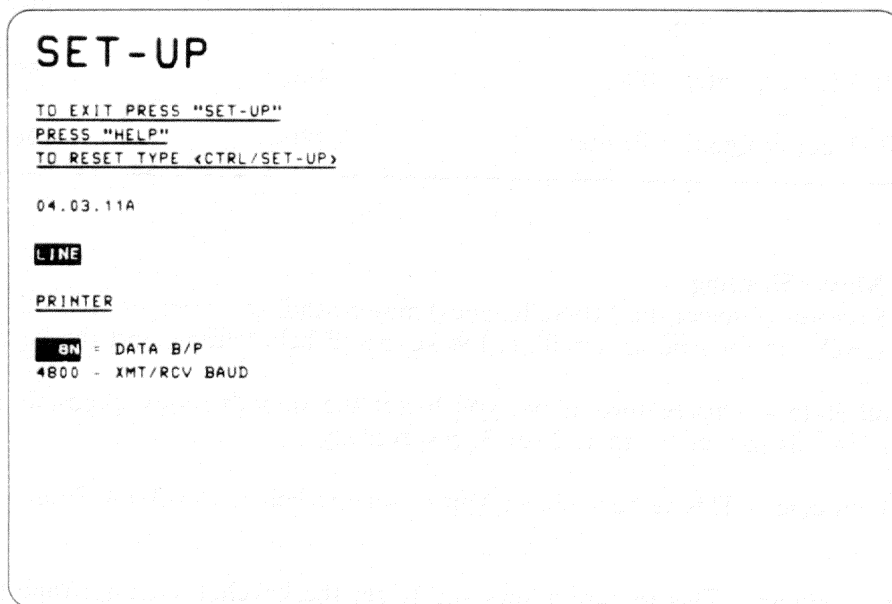 SET-UP
TO EXIT PRESS "SET-UP"
PRESS "HELP"
TO RESET TYPE <CTRL/SET-UP>
04.03.11A
LINE
PRINTER
8N = DATA B/P
4800 - XMT/RCV BAUD